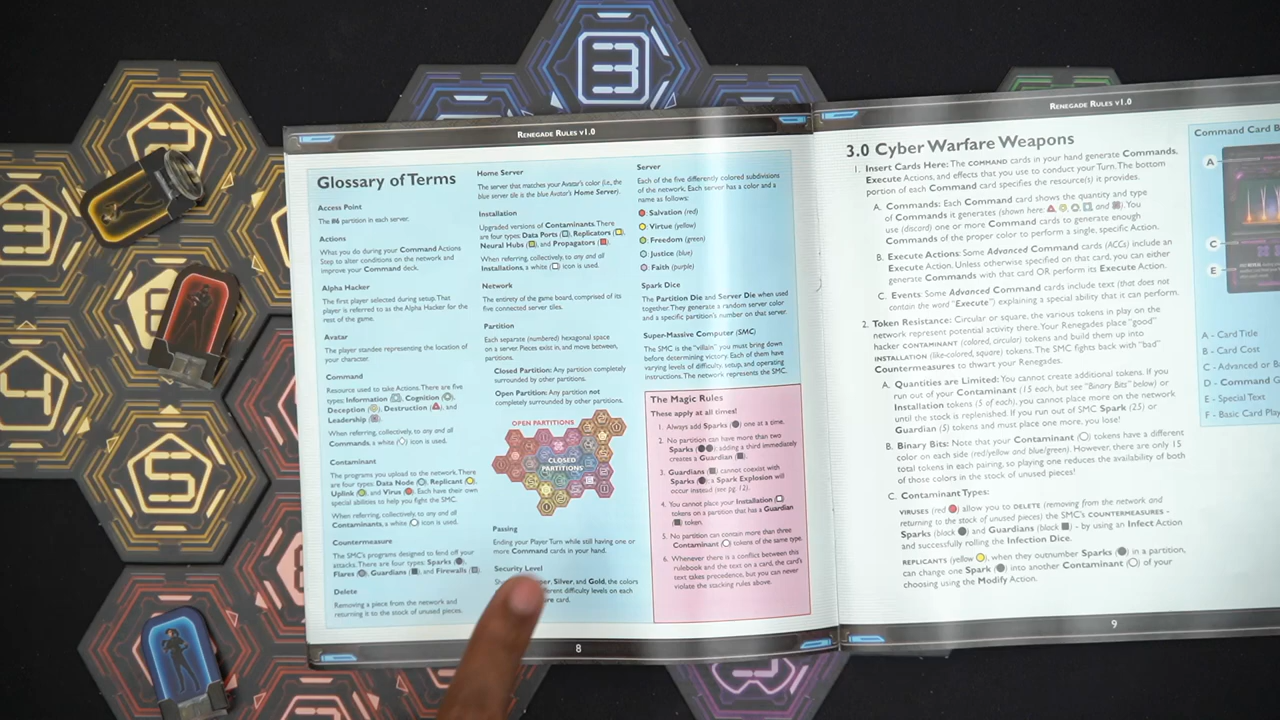 RENEGADE RULES V1.0
Glossary of Terms
Access Point
The #6 partition in each server.
Actions
What you do during your Command Actions
Step to alter conditions on the network and
improve your Command deck.
Alpha Hacker
The first player selected during setup. That
player is referred to as the Alpha Hacker for the
rest of the game.
Avatar
The player standee representing the location of
your character.
Command
Resource used to take Actions. There are five
types: Information, Cognition,
Deception, Destruction, and
Leadership.
When referring, collectively, to any and all
Commands, a white icon is used.
Contaminant
The programs you upload to the network. There
are four types: Data Node, Replicant,
Uplink, and Virus. Each have their own
special abilities to help you fight the SMC.
When referring, collectively, to any and all
Contaminants, a white icon is used.
Countermeasure
The SMC's programs designed to fend off your
attacks. There are four types: Sparks,
Flares, Guardians, and Firewalls.
Delete
Removing a piece from the network and
returning it to the stock of unused pieces.
Home Server
The server that matches your Avatar's color (i.e., the
blue server tile is the blue Avatar's Home Server).
Installation
Upgraded versions of Contaminants. There
are four types: Data Ports, Replicators,
Neural Hubs, and Propagators.
When referring, collectively, to any and all
Installations, a white icon is used.
Network
The entirety of the game board, comprised of its
five connected server tiles.
Partition
Each separate (numbered) hexagonal space
on a server. Pieces exist in, and move between,
partitions.
Closed Partition: Any partition completely
surrounded by other partitions.
Open Partition: Any partition not
completely surrounded by other partitions.
OPEN PARTITIONS
CLOSED
PARTITIONS
Passing
Ending your Player Turn while still having one or
more Command cards in your hand.
Security Level
Silver, and Gold, the colors
difficulty levels on each
card.
Server
Each of the five differently colored subdivisions
of the network. Each server has a color and a
name as follows:
Salvation (red)
Virtue (yellow)
Freedom (green)
Justice (blue)
Faith (purple)
Spark Dice
The Partition Die and Server Die when used
together. They generate a random server color
and a specific partition's number on that server.
Super-Massive Computer (SMC)
The SMC is the "villain" you must bring down
before determining victory. Each of them have
varying levels of difficulty, setup, and operating
instructions. The network represents the SMC.
The Magic Rules
These apply at all times!
1. Always add Sparks one at a time.
2. No partition can have more than two
Sparks; adding a third immediately
creates a Guardian.
3. Guardians cannot coexist with
Sparks; a Spark Explosion will
occur instead (see pg. 12).
4. You cannot place your Installation
tokens on a partition that has a Guardian
token.
5. No partition can contain more than three
Contaminant tokens of the same type.
6. Whenever there is a conflict between this
rulebook and the text on a card, the card's
text takes precedence, but you can never
violate the stacking rules above.
8
RENEGADE RULES V1.0
3.0 Cyber Warfare Weapons
1. Insert Cards Here: The COMMAND cards in your hand generate Commands,
Execute Actions, and effects that you use to conduct your Turn. The bottom
portion of each Command card specifies the resource(s) it provides.
A. Commands: Each Command card shows the quantity and type
of Commands it generates (shown here: and ). You
use (discard) one or more Command cards to generate enough
Commands of the proper color to perform a single, specific Action.
B. Execute Actions: Some Advanced Command cards (ACCs) include an
Execute Action. Unless otherwise specified on that card, you can either
generate Commands with that card OR perform its Execute Action.
C. Events: Some Advanced Command cards include text (that does not
contain the word "Execute") explaining a special ability that it can perform.
2. Token Resistance: Circular or square, the various tokens in play on the
network represent potential activity there. Your Renegades place "good"
hacker CONTAMINANT (colored, circular) tokens and build them up into
INSTALLATION (like-colored, square) tokens. The SMC fights back with "bad"
Countermeasures to thwart your Renegades.
A. Quantities are Limited: You cannot create additional tokens. If you
run out of your Contaminant (15 each, but see "Binary Bits" below) or
Installation tokens (5 of each), you cannot place more on the network
until the stock is replenished. If you run out of SMC Spark (25) or
Guardian (5) tokens and must place one more, you lose!
B. Binary Bits: Note that your Contaminant tokens have a different
color on each side (red/yellow and blue/green). Therefore, there are only 15
total tokens in each pairing, so playing one reduces the availability of both
of those colors in the stock of unused pieces!
C. Contaminant Types:
VIRUSES (red) allow you to DELETE (removing from the network and
returning to the stock of unused pieces) the SMC's COUNTERMEASURES –
Sparks (black) and Guardians (black) – by using an Infect Action
and successfully rolling the Infection Dice.
REPLICANTS (yellow), when they outnumber Sparks in a partition,
can change one Spark into another Contaminant of your
choosing using the Modify Action.
9
Command Card B
A
C
E
A - Card Title
B - Card Cost
C - Advanced or Ba
D - Command G
E - Special Text
F - Basic Card Play
3
2
3
4
5
6